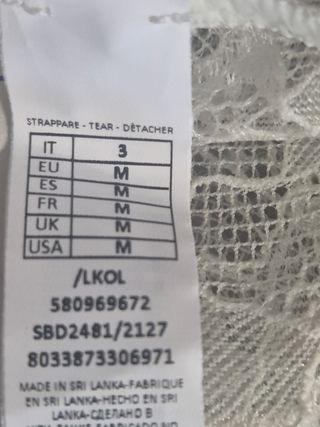 STRAPPARE - TEAR - DÉTACHER
IT 3
EU M
ES M
FR M
UK M
USA M
/LKOL
580969672
SBD2481/2127
8033873306971
MADE IN SRI LANKA-FABRIQUE
EN SRI LANKA-HECHO EN SRI
LANKA-СДЕЛАНО В